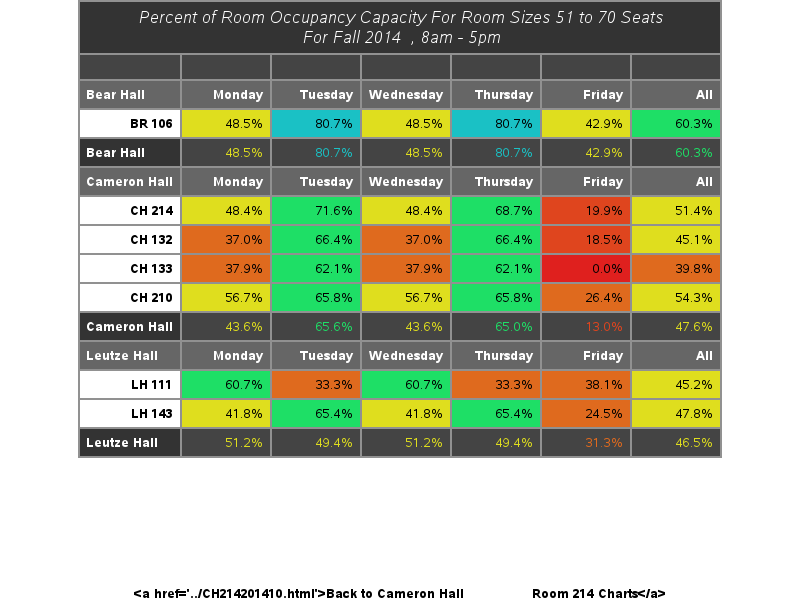 Percent of Room Occupancy Capacity For Room Sizes 51 to 70 Seats
For Fall 2014 , 8am - 5pm
Bear Hall Monday Tuesday Wednesday Thursday Friday All
BR 106 48.5% 80.7% 48.5% 80.7% 42.9% 60.3%
Bear Hall 48.5% 80.7% 48.5% 80.7% 42.9% 60.3%
Cameron Hall Monday Tuesday Wednesday Thursday Friday All
CH 214 48.4% 71.6% 48.4% 68.7% 19.9% 51.4%
CH 132 37.0% 66.4% 37.0% 66.4% 18.5% 45.1%
CH 133 37.9% 62.1% 37.9% 62.1% 0.0% 39.8%
CH 210 56.7% 65.8% 56.7% 65.8% 26.4% 54.3%
Cameron Hall 43.6% 65.6% 43.6% 65.0% 13.0% 47.6%
Leutze Hall Monday Tuesday Wednesday Thursday Friday All
LH 111 60.7% 33.3% 60.7% 33.3% 38.1% 45.2%
LH 143 41.8% 65.4% 41.8% 65.4% 24.5% 47.8%
Leutze Hall 51.2% 49.4% 51.2% 49.4% 31.3% 46.5%
<a href='../CH214201410.html'>Back to Cameron Hall Room 214 Charts</a>